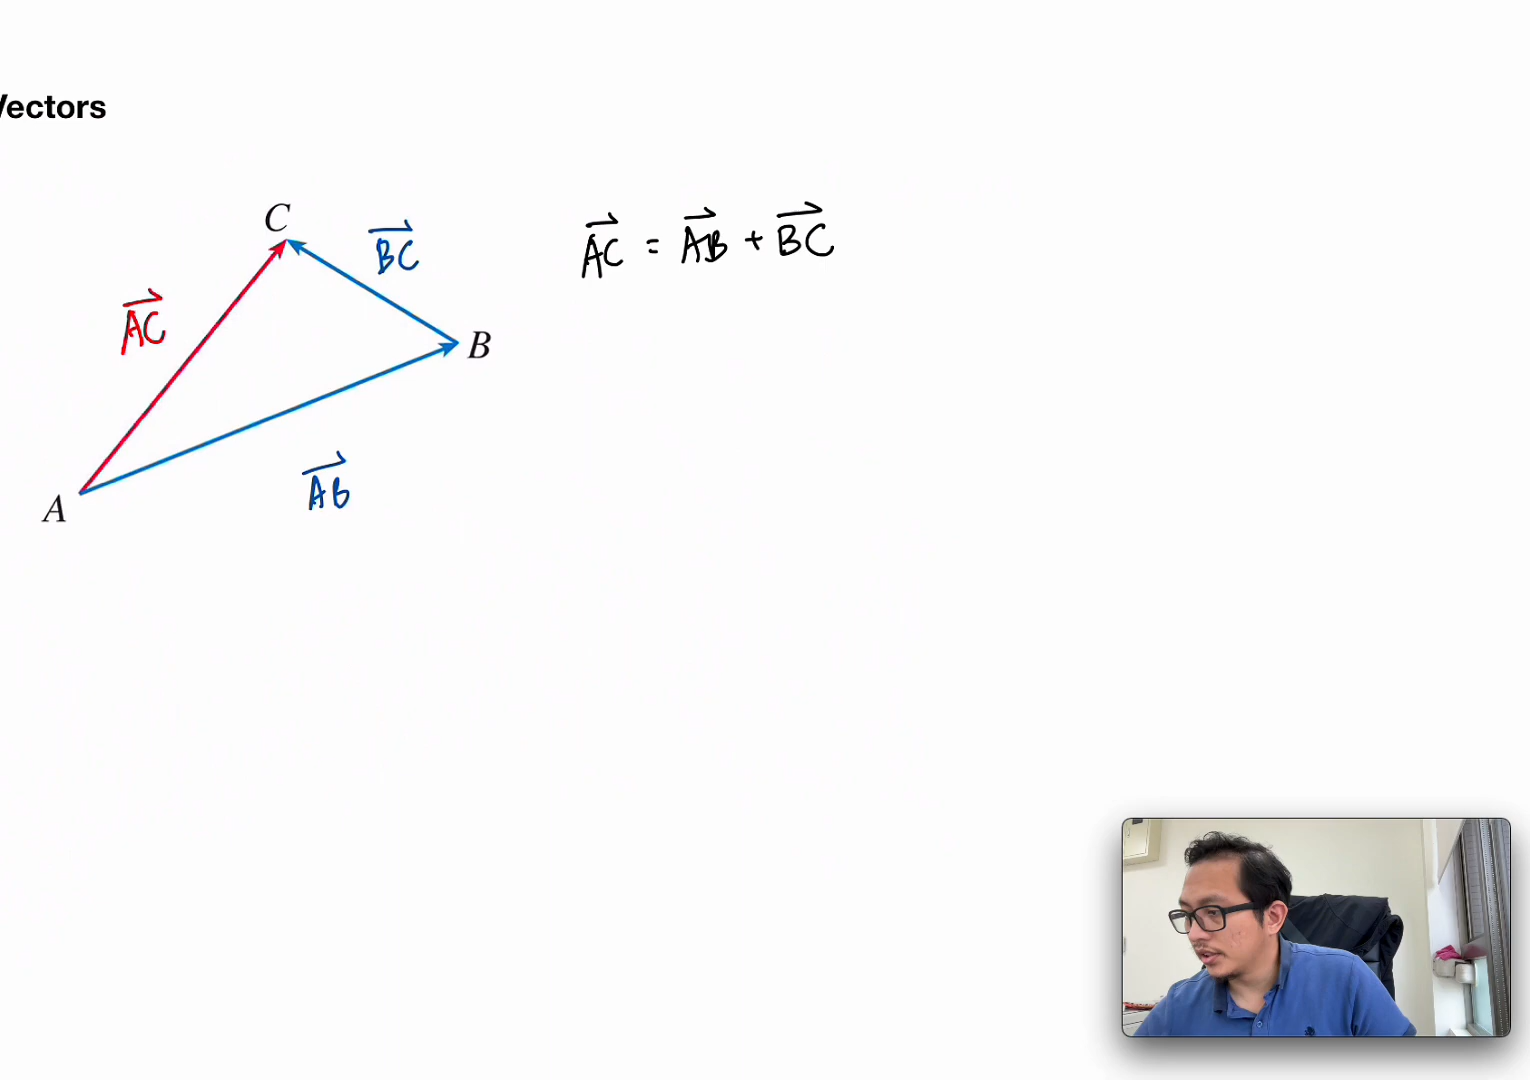 Vectors
C
BC
AC = AB + BC
AC
B
AB
A